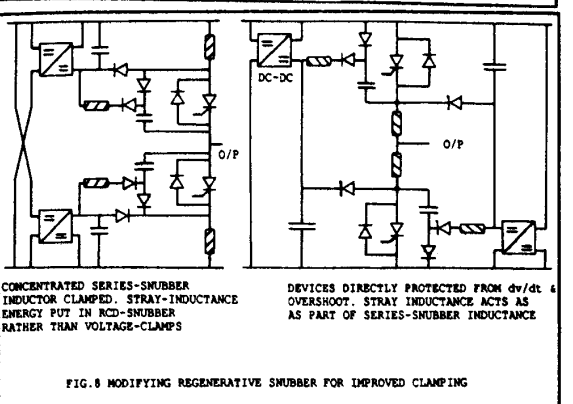 DC-DC
O/P
O/P
CONCENTRATED SERIES-SNUBBER
INDUCTOR CLAMPED. STRAY-INDUCTANCE
ENERGY PUT IN RCD-SNUBBER
RATHER THAN VOLTAGE-CLAMPS
DEVICES DIRECTLY PROTECTED FROM dv/dt &
OVERSHOOT. STRAY INDUCTANCE ACTS AS
AS PART OF SERIES-SNUBBER INDUCTANCE
FIG.8 MODIFYING REGENERATIVE SNUBBER FOR IMPROVED CLAMPING